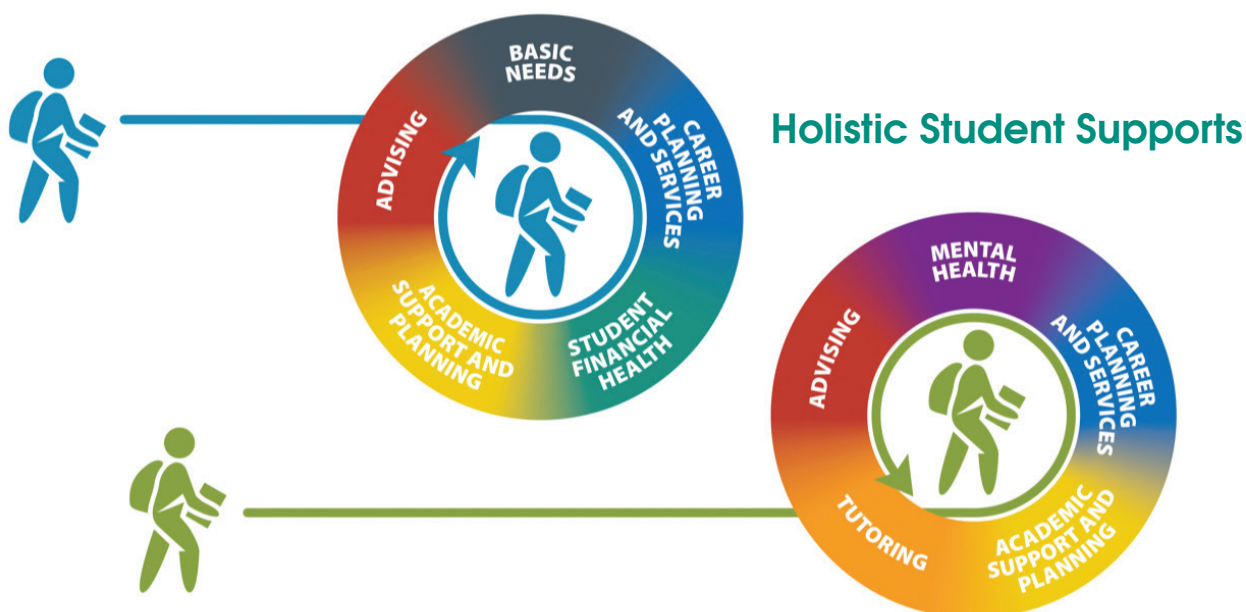 BASIC
NEEDS
CAREER
PLANNING
AND SERVICES
STUDENT
FINANCIAL
HEALTH
ACADEMIC
SUPPORT AND
PLANNING
ADVISING
Holistic Student Supports
MENTAL
HEALTH
CAREER
PLANNING
AND SERVICES
ACADEMIC
SUPPORT AND
PLANNING
TUTORING
ADVISING